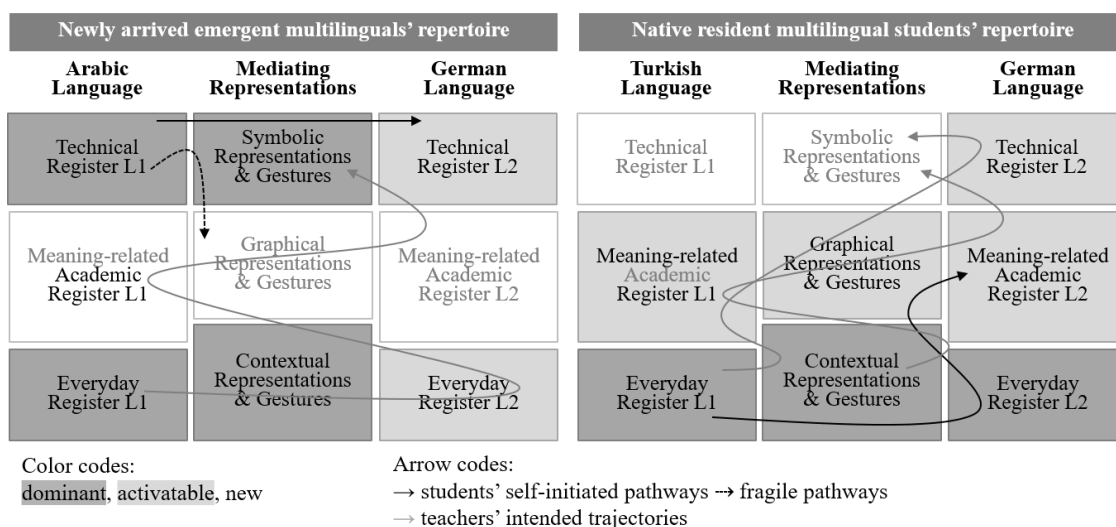 Newly arrived emergent multilinguals’ repertoire
Arabic
Language
Mediating
Representations
German
Language
Technical
Register L1
Symbolic
Representations
& Gestures
Technical
Register L2
Meaning-related
Academic
Register L1
Graphical
Representations
& Gestures
Meaning-related
Academic
Register L2
Everyday
Register L1
Contextual
Representations
& Gestures
Everyday
Register L2
Native resident multilingual students’ repertoire
Turkish
Language
Mediating
Representations
German
Language
Technical
Register L1
Symbolic
Representations
& Gestures
Technical
Register L2
Meaning-related
Academic
Register L1
Graphical
Representations
& Gestures
Meaning-related
Academic
Register L2
Everyday
Register L1
Contextual
Representations
& Gestures
Everyday
Register L2
Color codes:
dominant, activatable, new
Arrow codes:
→ students’ self-initiated pathways ⇢ fragile pathways
→ teachers’ intended trajectories